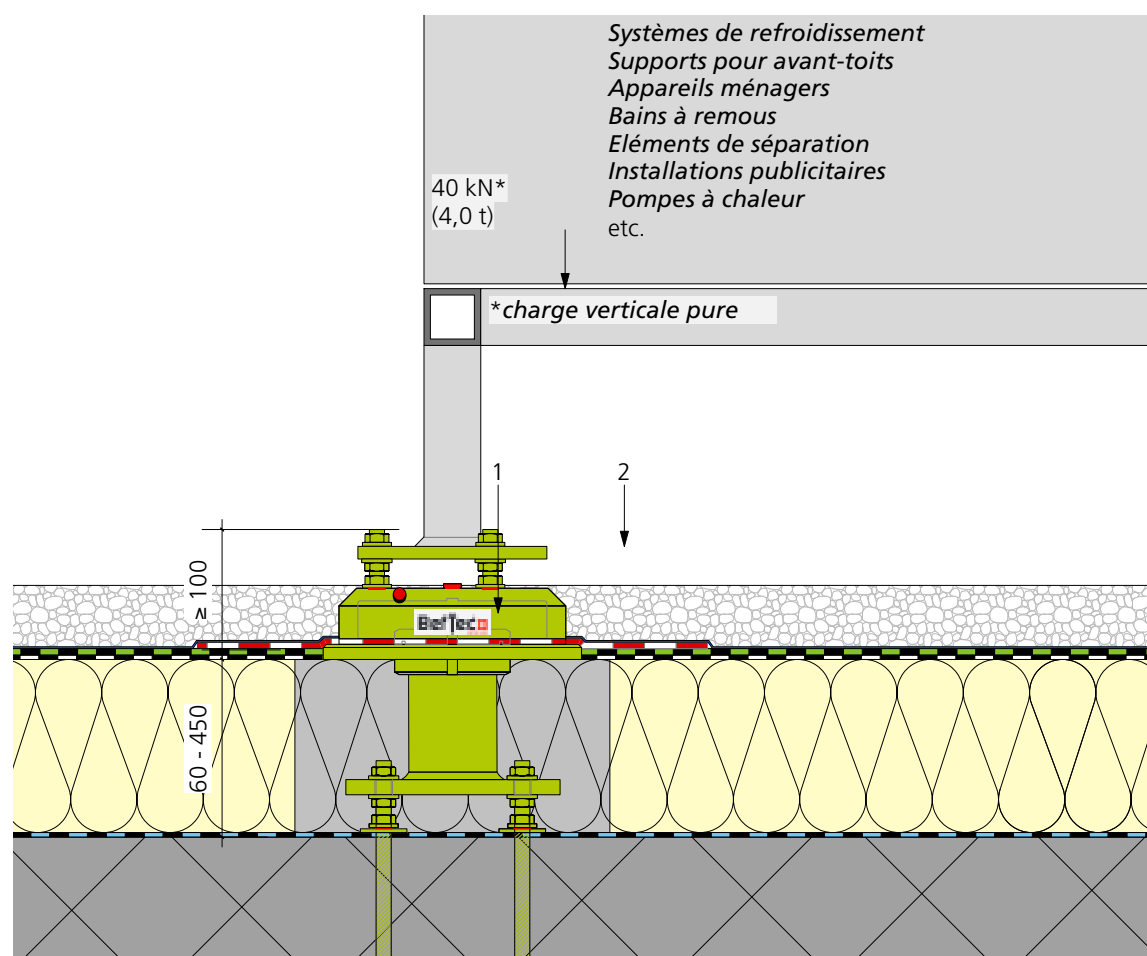 Systèmes de refroidissement
Supports pour avant-toits
Appareils ménagers
Bains à remous
Eléments de séparation
Installations publicitaires
Pompes à chaleur
etc.
40 kN*
(4,0 t)
*charge verticale pure
1
2
≥ 100
60 - 450